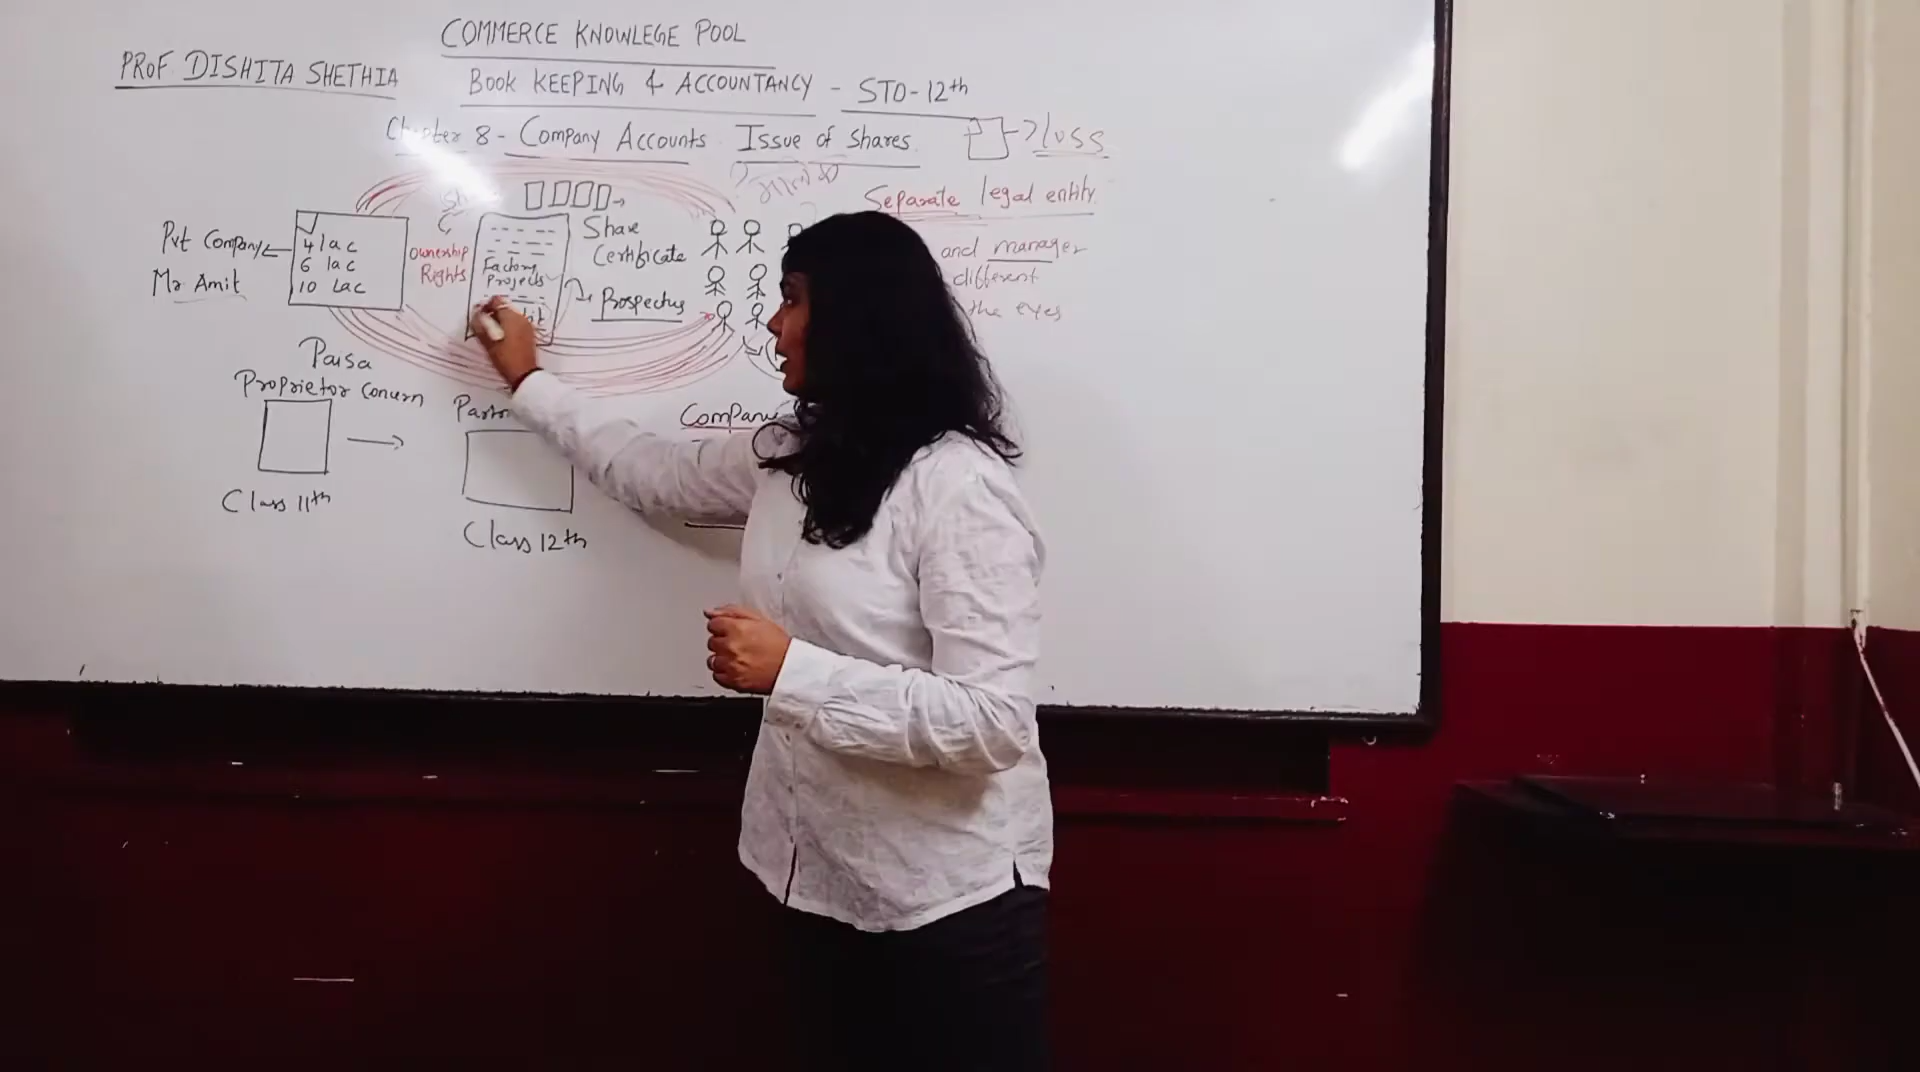 COMMERCE KNOWLEGE POOL
PROF. DISHITA SHETHIA
BOOK KEEPING & ACCOUNTANCY - STD-12th
Chapter 8 - Company Accounts Issue of Shares
>loss
मालिक
Separate legal entity
Pvt Company
Mr Amit
4 lac
6 lac
10 lac
Ownership
Rights
Factory
Projects
Share
Certificate
Prospectus
and manager
different
the eyes
Paisa
Proprietor Concern
Class 11th
Class 12th